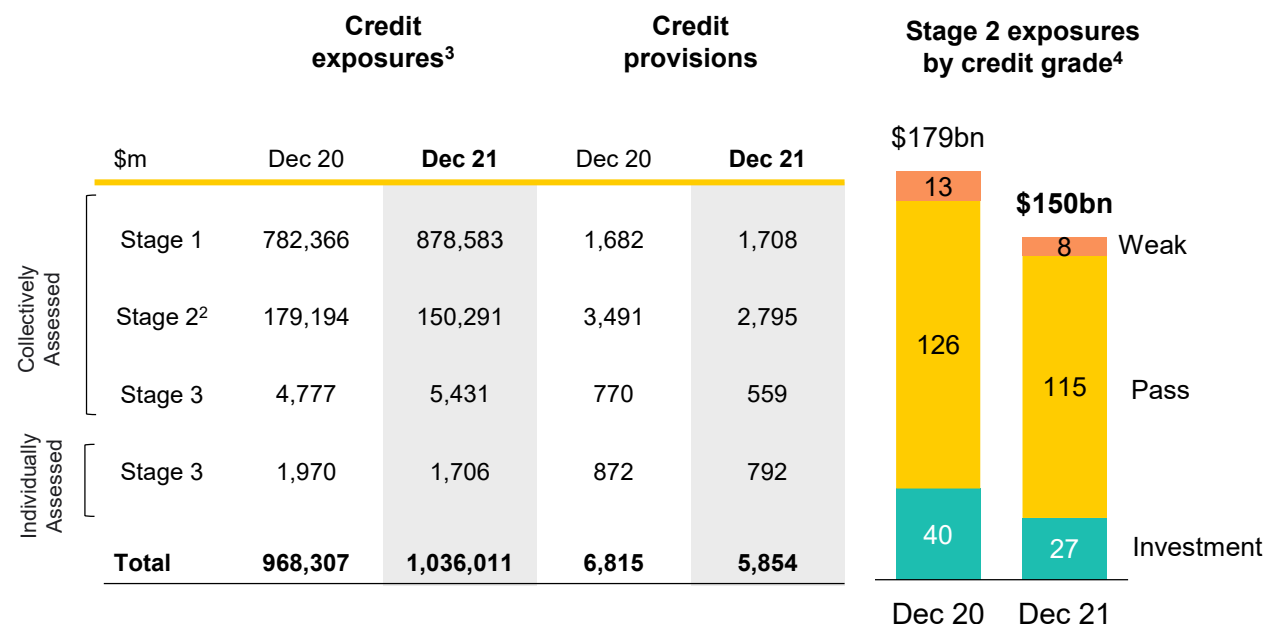 Credit
exposures³
Credit
provisions
Stage 2 exposures
by credit grade⁴
$m Dec 20 Dec 21 Dec 20 Dec 21
Collectively
Assessed
Stage 1 782,366 878,583 1,682 1,708
Stage 2² 179,194 150,291 3,491 2,795
Stage 3 4,777 5,431 770 559
Individually
Assessed
Stage 3 1,970 1,706 872 792
Total 968,307 1,036,011 6,815 5,854
$179bn
$150bn
13
8 Weak
126
115 Pass
40
27 Investment
Dec 20 Dec 21